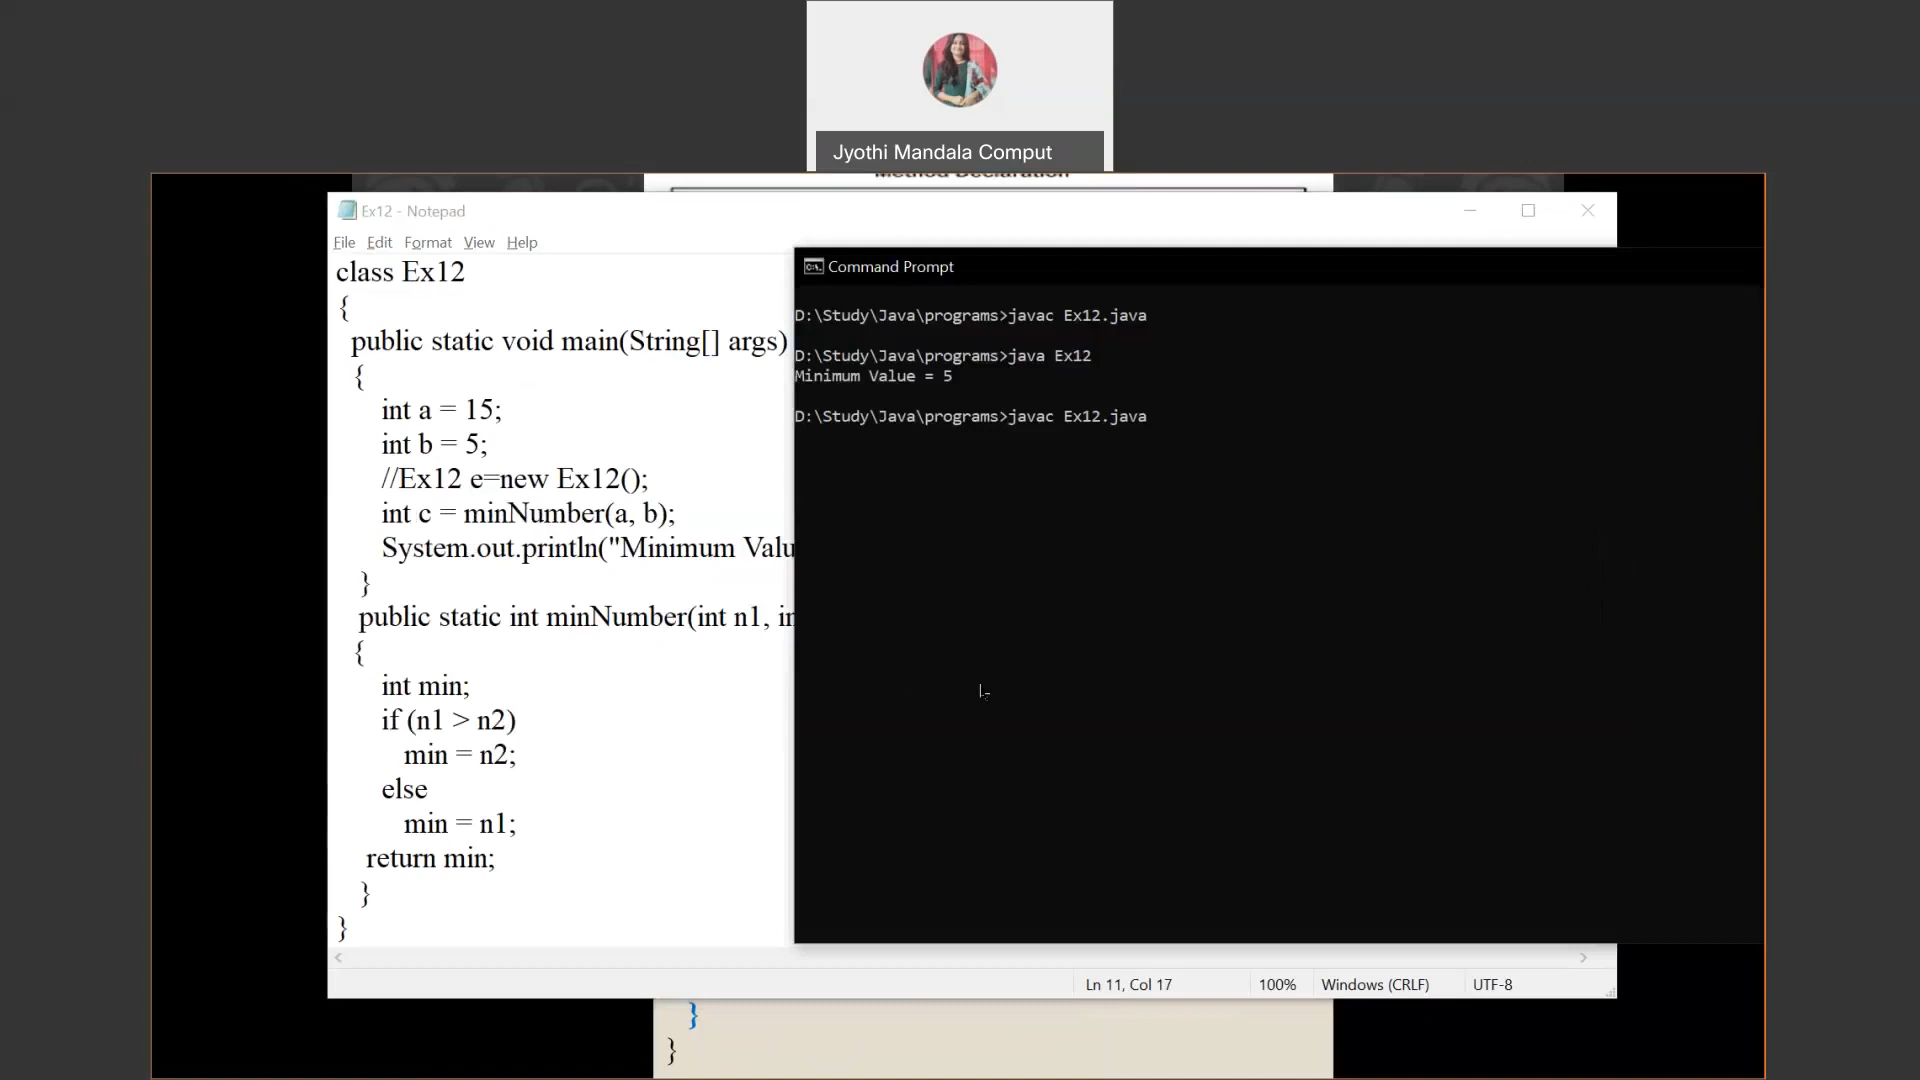 Jyothi Mandala Comput
Method Declaration
Ex12 - Notepad
File Edit Format View Help
class Ex12
{
public static void main(String[] args)
{
int a = 15;
int b = 5;
//Ex12 e=new Ex12();
int c = minNumber(a, b);
System.out.println("Minimum Valu
}
public static int minNumber(int n1, in
{
int min;
if (n1 > n2)
min = n2;
else
min = n1;
return min;
}
}
Command Prompt
D:\Study\Java\programs>javac Ex12.java
D:\Study\Java\programs>java Ex12
Minimum Value = 5
D:\Study\Java\programs>javac Ex12.java
Ln 11, Col 17 100% Windows (CRLF) UTF-8
}
}